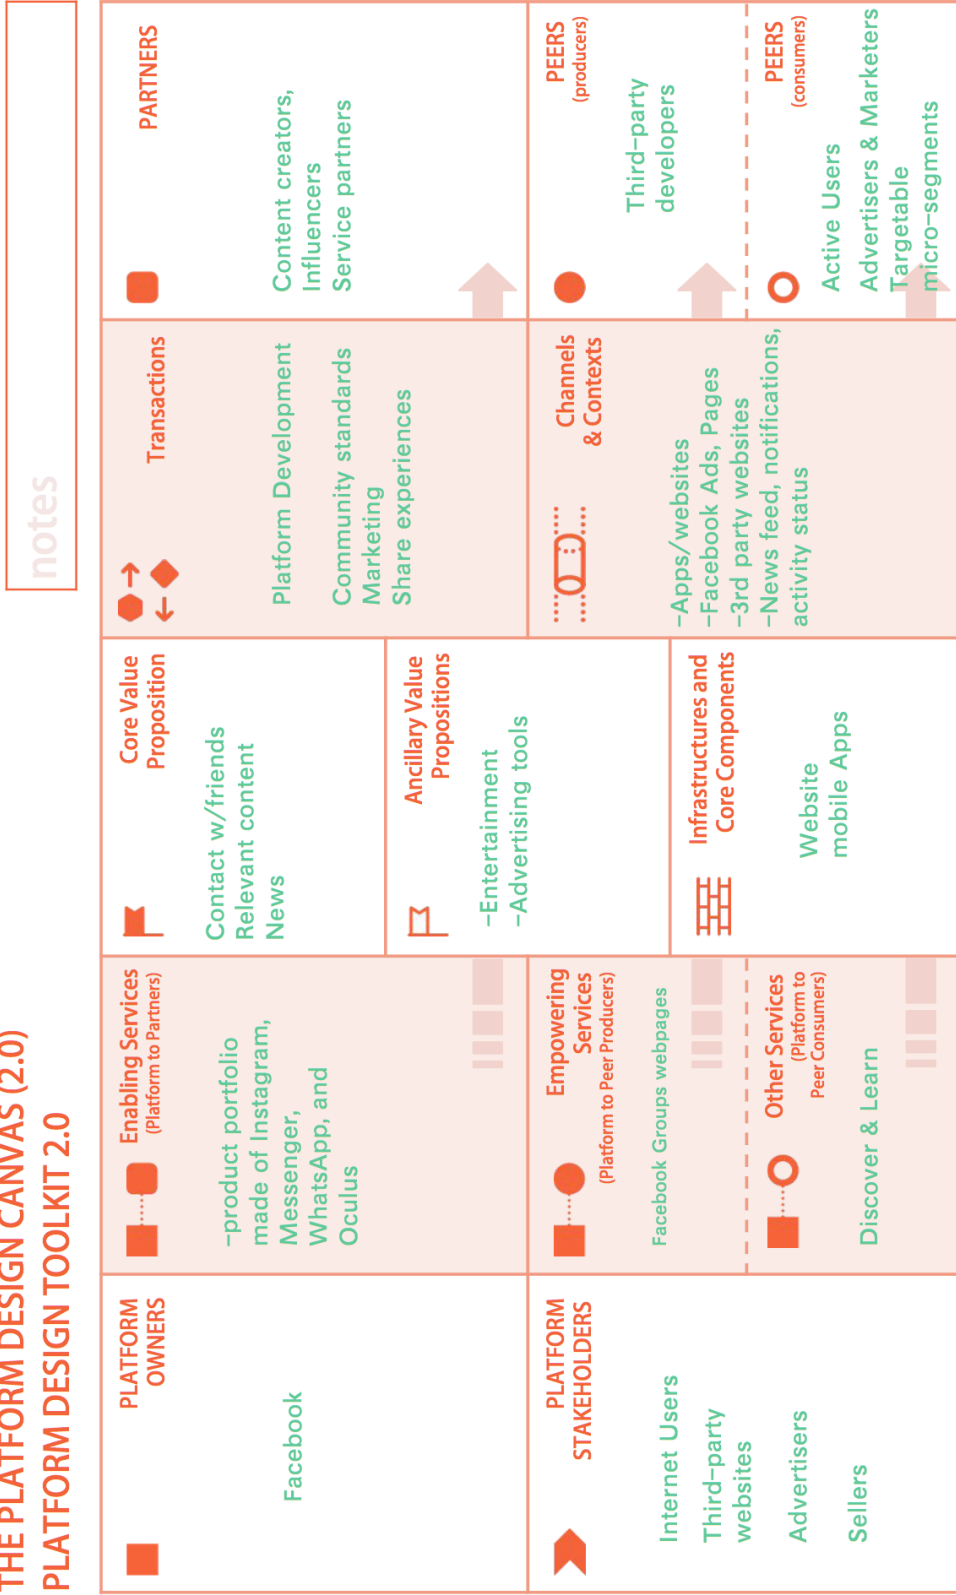 THE PLATFORM DESIGN CANVAS (2.0)
PLATFORM DESIGN TOOLKIT 2.0
notes
PLATFORM
OWNERS
Facebook
Enabling Services
(Platform to Partners)
-product portfolio
made of Instagram,
Messenger,
WhatsApp, and
Oculus
Core Value
Proposition
Contact w/friends
Relevant content
News
Ancillary Value
Propositions
-Entertainment
-Advertising tools
Transactions
Platform Development
Community standards
Marketing
Share experiences
PARTNERS
Content creators,
Influencers
Service partners
PLATFORM
STAKEHOLDERS
Internet Users
Third-party
websites
Advertisers
Sellers
Empowering
Services
(Platform to Peer Producers)
Facebook Groups webpages
Other Services
(Platform to
Peer Consumers)
Discover & Learn
Infrastructures and
Core Components
Website
mobile Apps
Channels
& Contexts
-Apps/websites
-Facebook Ads, Pages
-3rd party websites
-News feed, notifications,
activity status
PEERS
(producers)
Third-party
developers
PEERS
(consumers)
Active Users
Advertisers & Marketers
Targetable
micro-segments